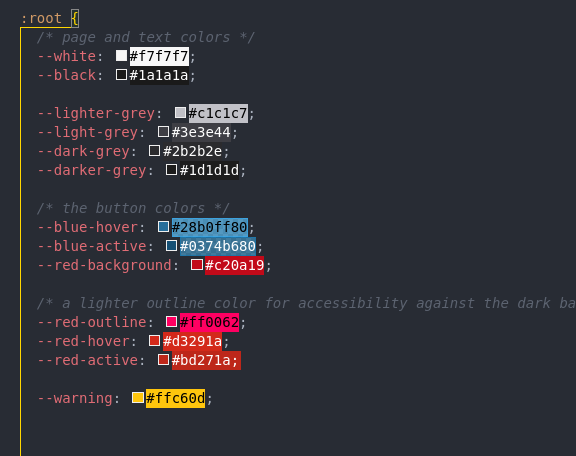 :root {
/* page and text colors */
--white: #f7f7f7;
--black: #1a1a1a;
--lighter-grey: #c1c1c7;
--light-grey: #3e3e44;
--dark-grey: #2b2b2e;
--darker-grey: #1d1d1d;
/* the button colors */
--blue-hover: #28b0ff80;
--blue-active: #0374b680;
--red-background: #c20a19;
/* a lighter outline color for accessibility against the dark ba
--red-outline: #ff0062;
--red-hover: #d3291a;
--red-active: #bd271a;
--warning: #ffc60d;